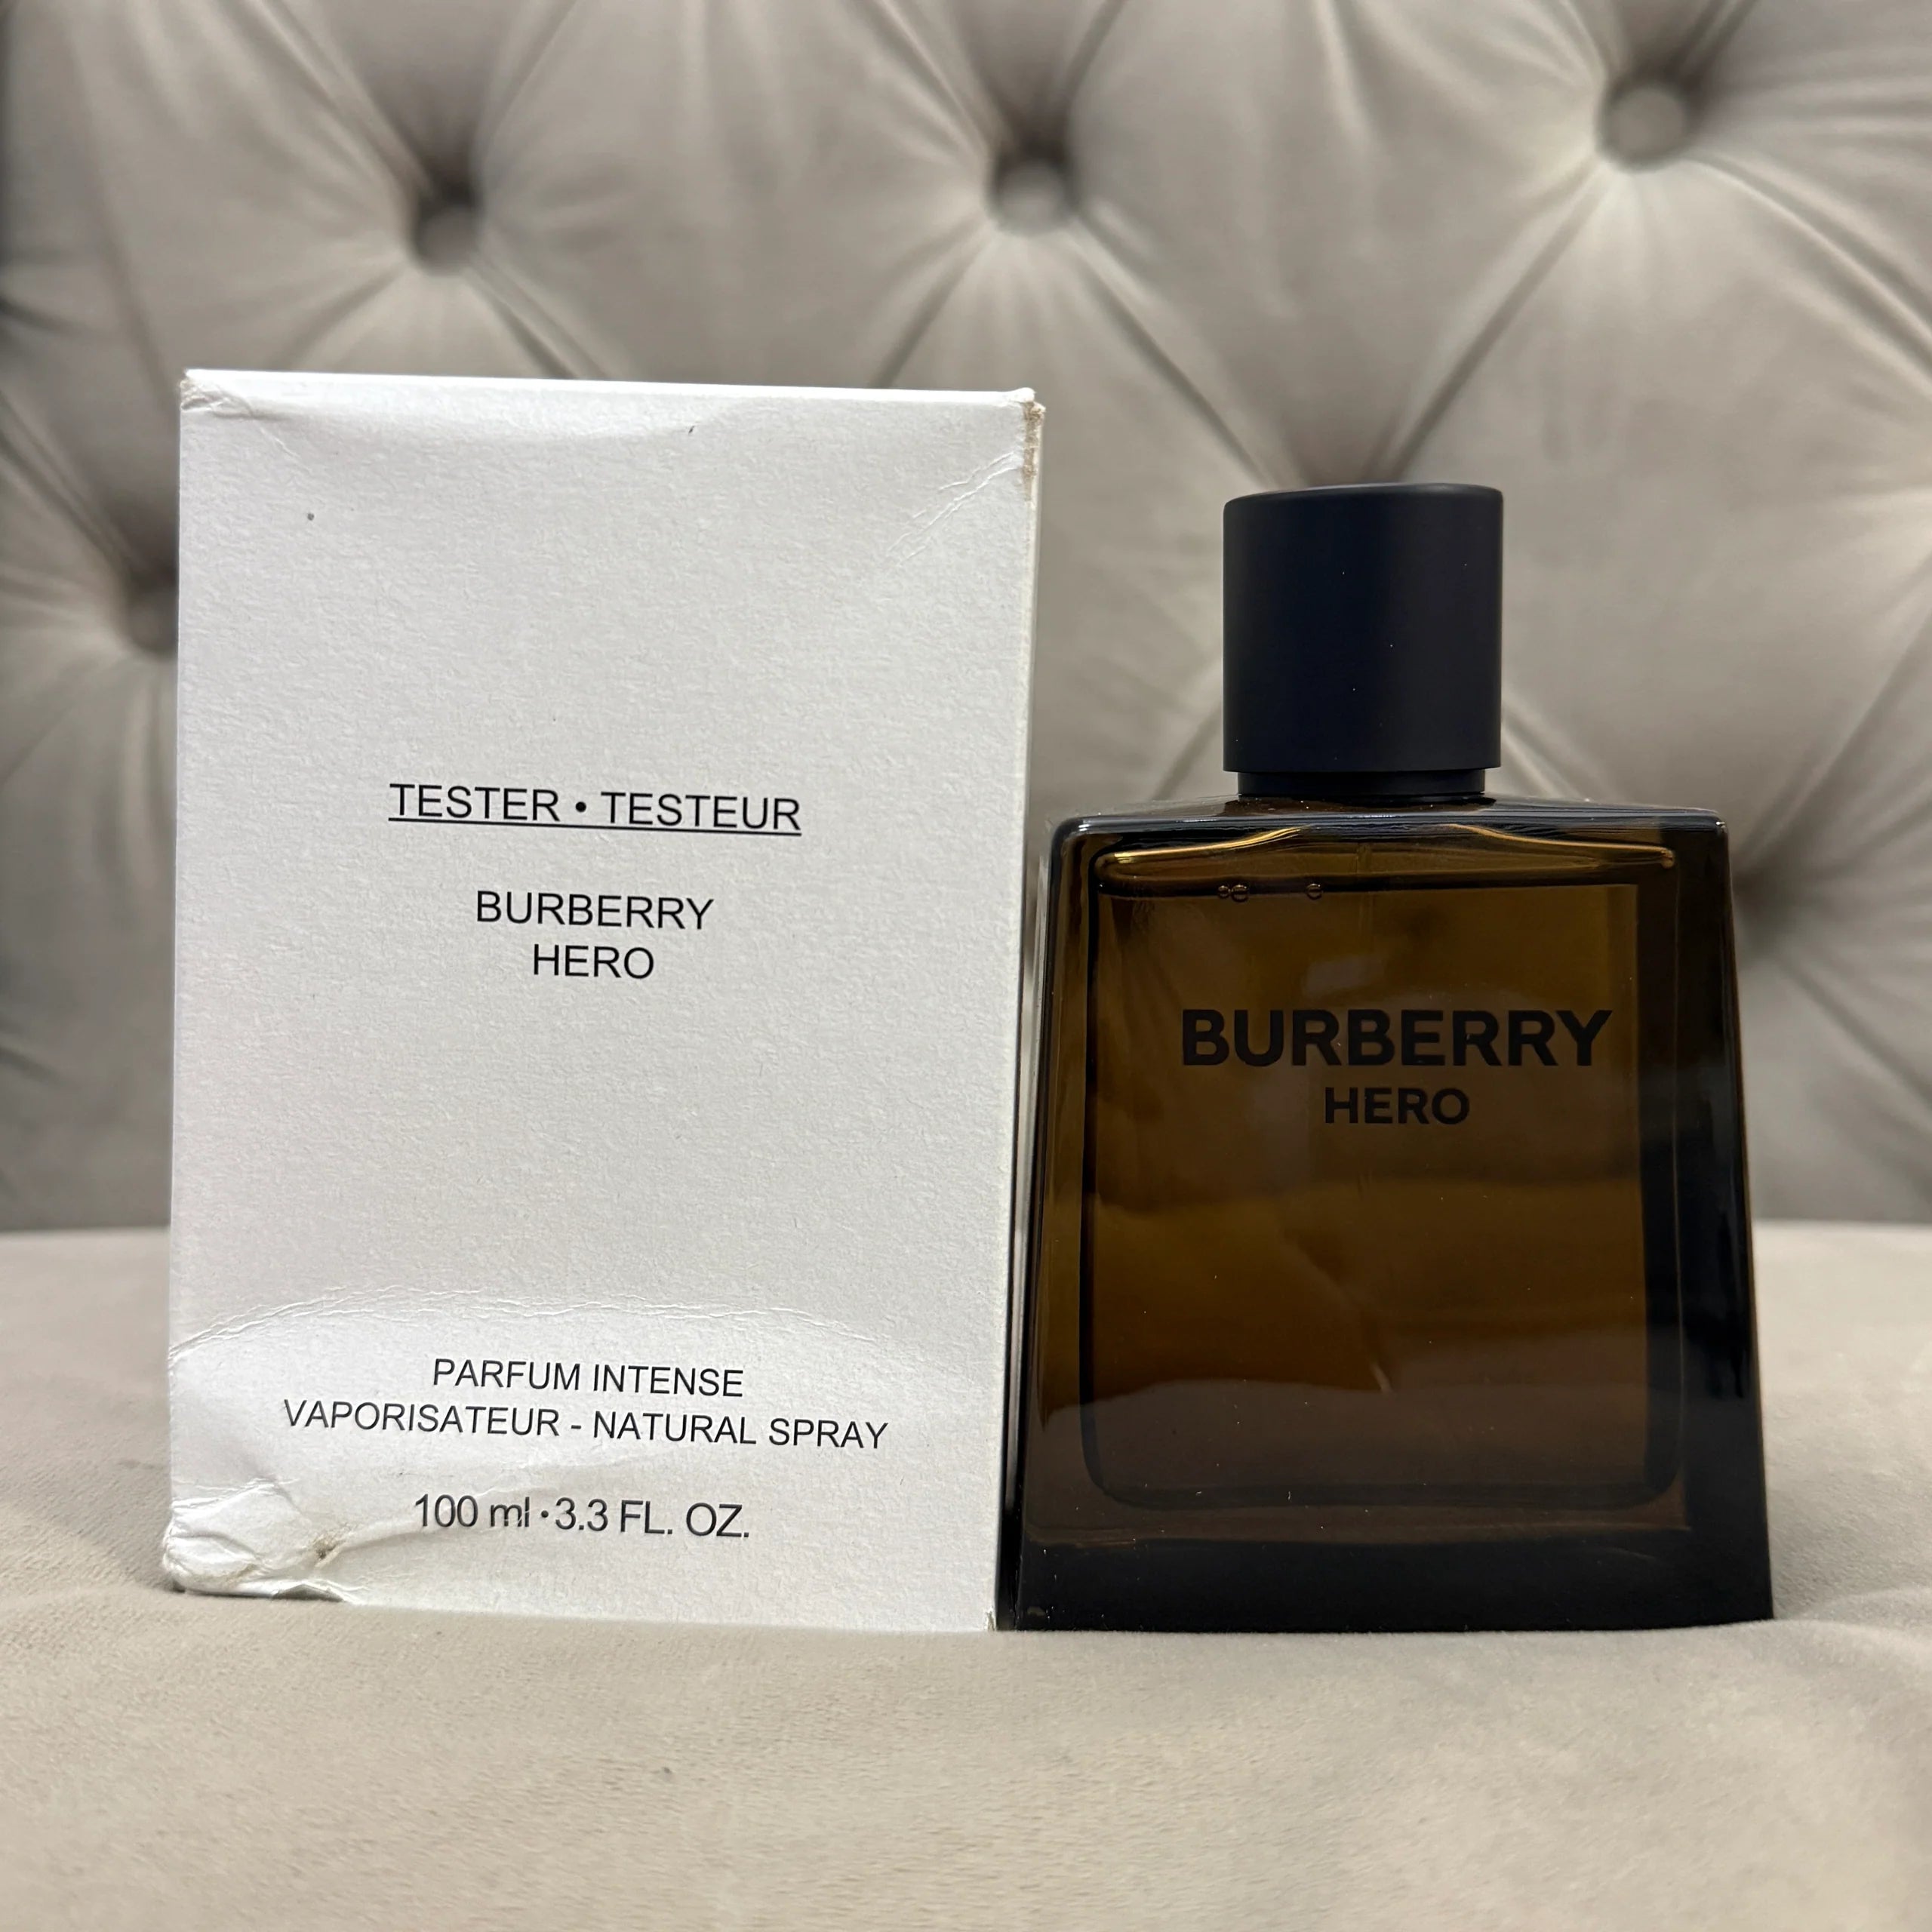 TESTER • TESTEUR
BURBERRY
HERO
PARFUM INTENSE
VAPORISATEUR - NATURAL SPRAY
100 ml • 3.3 FL. OZ.
BURBERRY
HERO